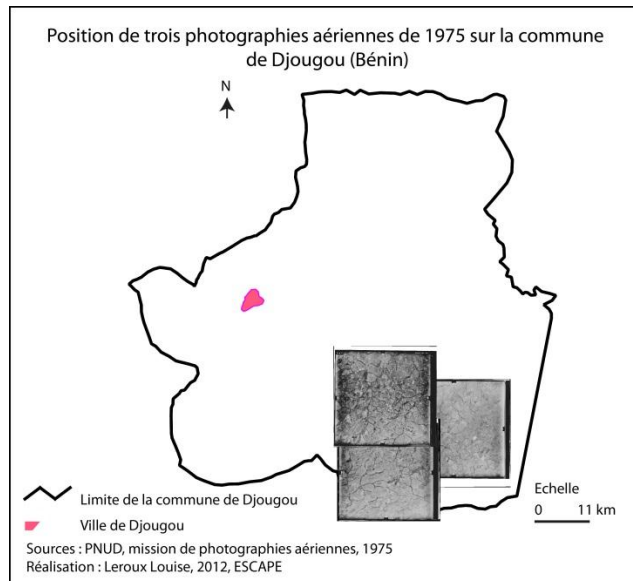 Position de trois photographies aériennes de 1975 sur la commune
de Djougou (Bénin)
N
Limite de la commune de Djougou
Ville de Djougou
Echelle
0 11 km
Sources : PNUD, mission de photographies aériennes, 1975
Réalisation : Leroux Louise, 2012, ESCAPE